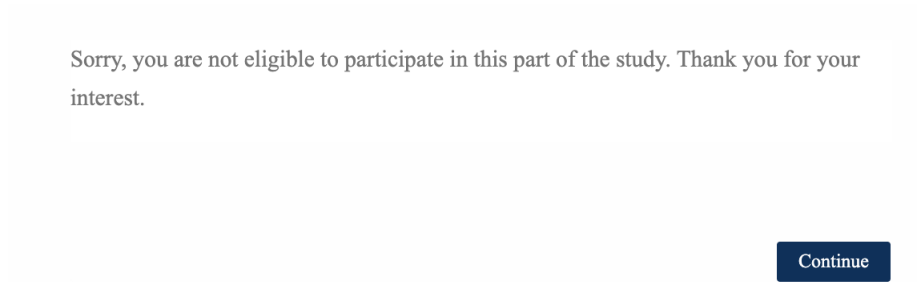 Sorry, you are not eligible to participate in this part of the study. Thank you for your
interest.
Continue